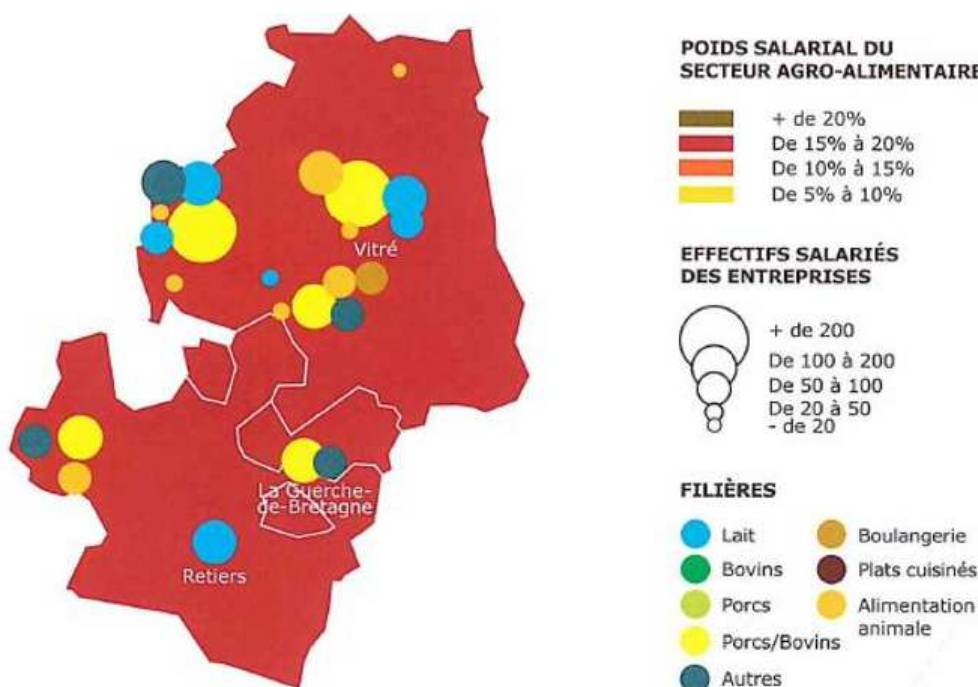 POIDS SALARIAL DU
SECTEUR AGRO-ALIMENTAIRE
+ de 20%
De 15% à 20%
De 10% à 15%
De 5% à 10%
EFFECTIFS SALARIÉS
DES ENTREPRISES
+ de 200
De 100 à 200
De 50 à 100
De 20 à 50
- de 20
FILIÈRES
Lait
Bovins
Porcs
Porcs/Bovins
Autres
Boulangerie
Plats cuisinés
Alimentation
animale
Vitré
La Guerche-
de-Bretagne
Retiers